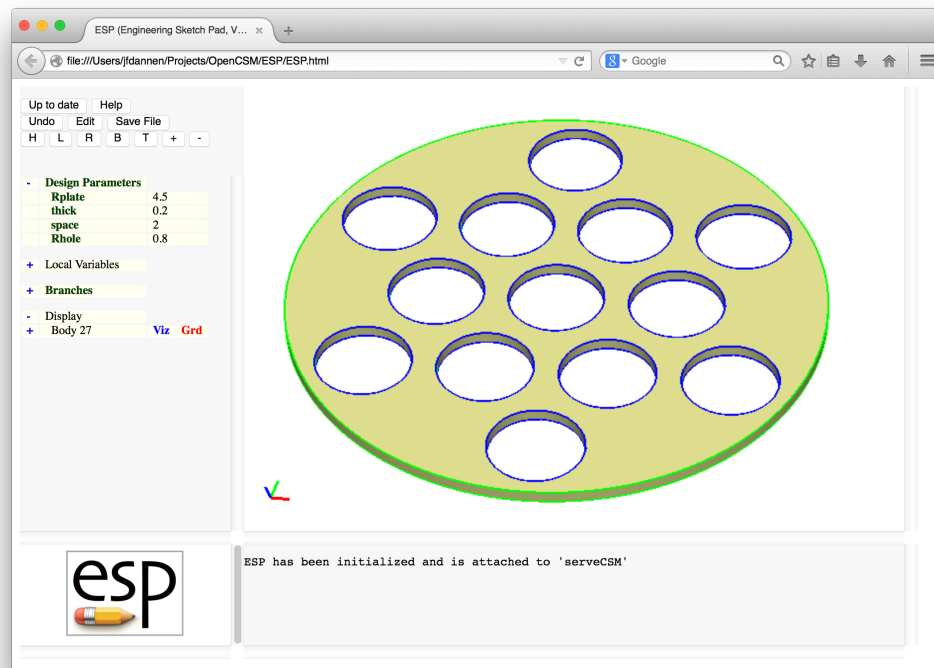 ESP (Engineering Sketch Pad, V...
file:///Users/jfdannen/Projects/OpenCSM/ESP/ESP.html
8 Google
Up to date Help
Undo Edit Save File
H L R B T + -
- Design Parameters
Rplate 4.5
thick 0.2
space 2
Rhole 0.8
+ Local Variables
+ Branches
- Display
+ Body 27 Viz Grd
esp
ESP has been initialized and is attached to 'serveCSM'